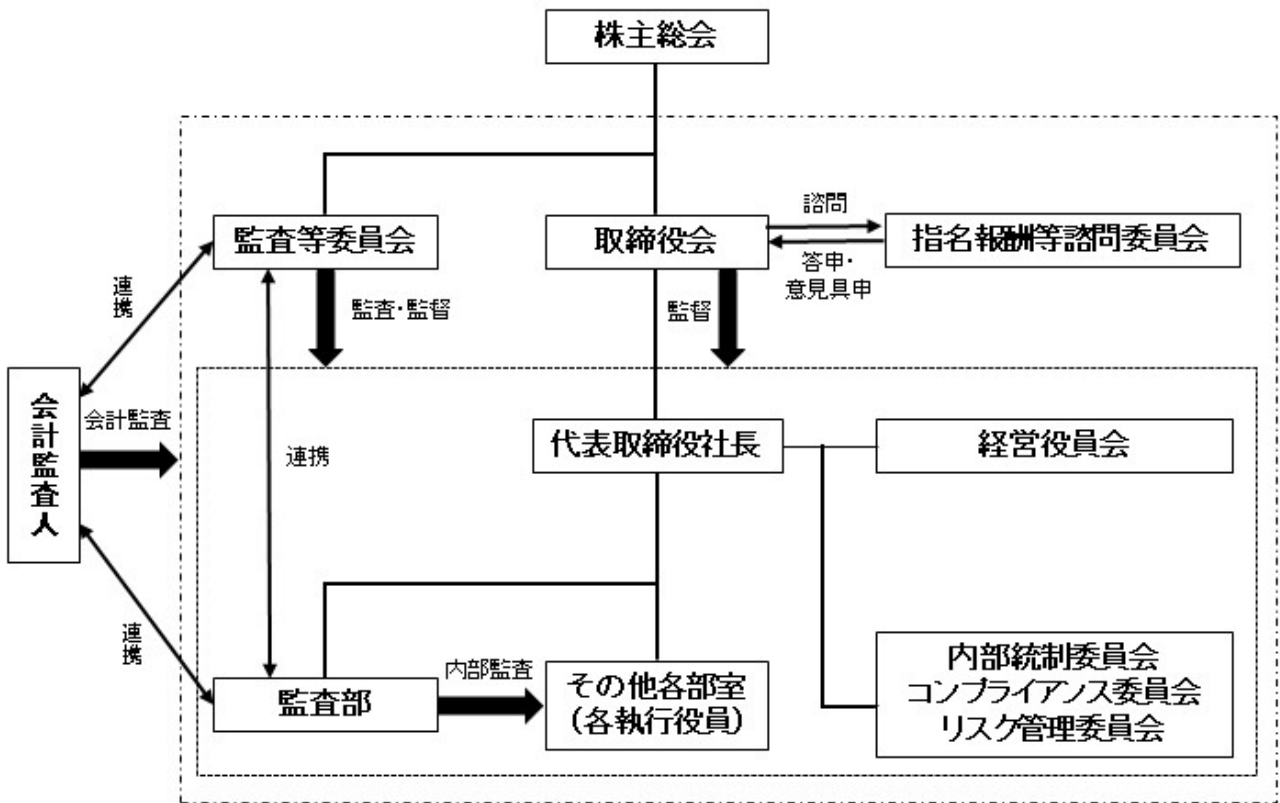 株主総会
諮問
監査等委員会
取締役会
指名報酬等諮問委員会
答申・
意見具申
連携
監査・監督
監督
会計監査人
会計監査
連携
代表取締役社長
経営役員会
連携
内部監査
監査部
その他各部室
(各執行役員)
内部統制委員会
コンプライアンス委員会
リスク管理委員会